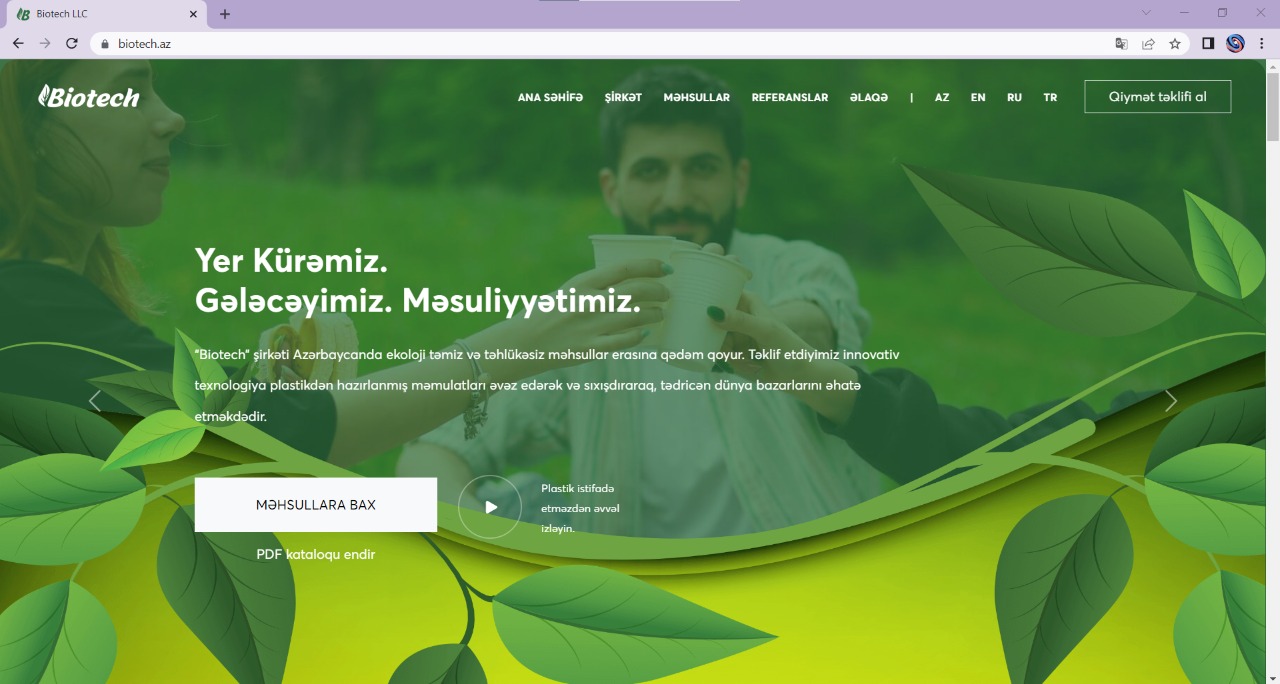 Biotech LLC
biotech.az
Biotech
ANA SƏHİFƏ ŞİRKƏT MƏHSULLAR REFERANSLAR ƏLAQƏ | AZ EN RU TR Qiymət təklifi al
Yer Kürəmiz.
Gələcəyimiz. Məsuliyyətimiz.
"Biotech" şirkəti Azərbaycanda ekoloji təmiz və təhlükəsiz məhsullar erasına qədəm qoyur. Təklif etdiyimiz innovativ
texnologiya plastikdən hazırlanmış məmulatları əvəz edərək və sıxışdıraraq, tədricən dünya bazarlarını əhatə
etməkdədir.
MƏHSULLARA BAX
Plastik istifadə
etməzdən əvvəl
izləyin.
PDF kataloqu endir